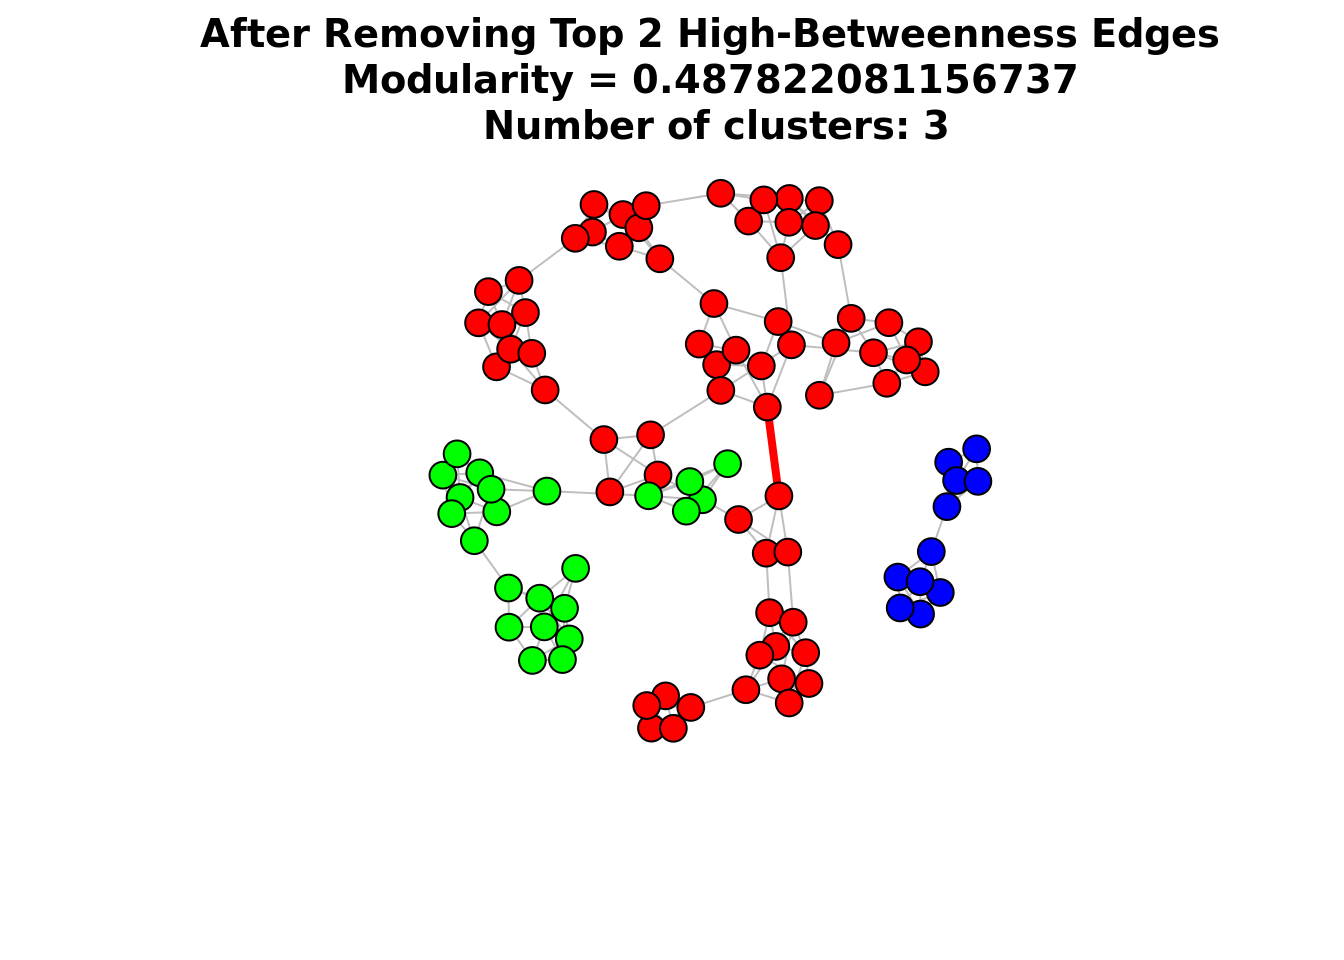 After Removing Top 2 High-Betweenness Edges
Modularity = 0.487822081156737
Number of clusters: 3